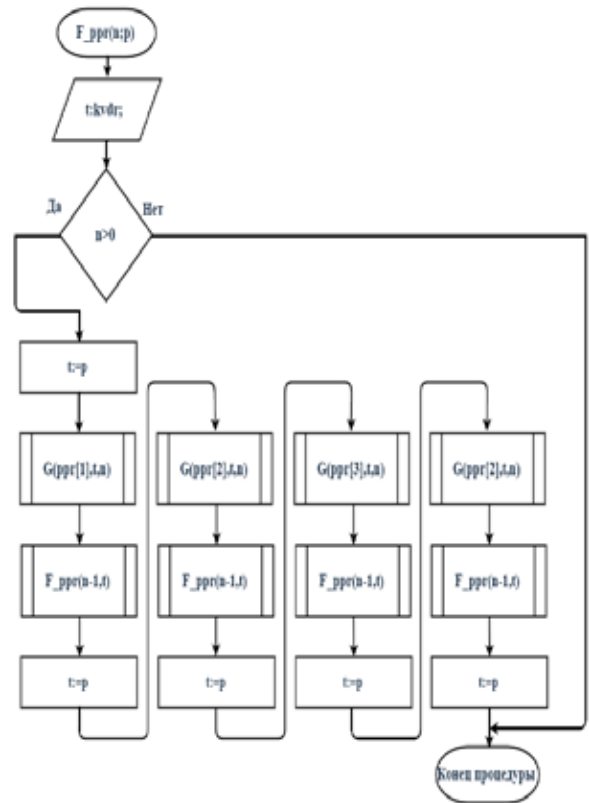 F_ppr(n;p)
t:kvdr;
Да
Нет
n>0
t:=p
G(ppr[1],t,n)
F_ppr(n-1,t)
t:=p
G(ppr[2],t,n)
F_ppr(n-1,t)
t:=p
G(ppr[3],t,n)
F_ppr(n-1,t)
t:=p
G(ppr[2],t,n)
F_ppr(n-1,t)
t:=p
Конец процедуры